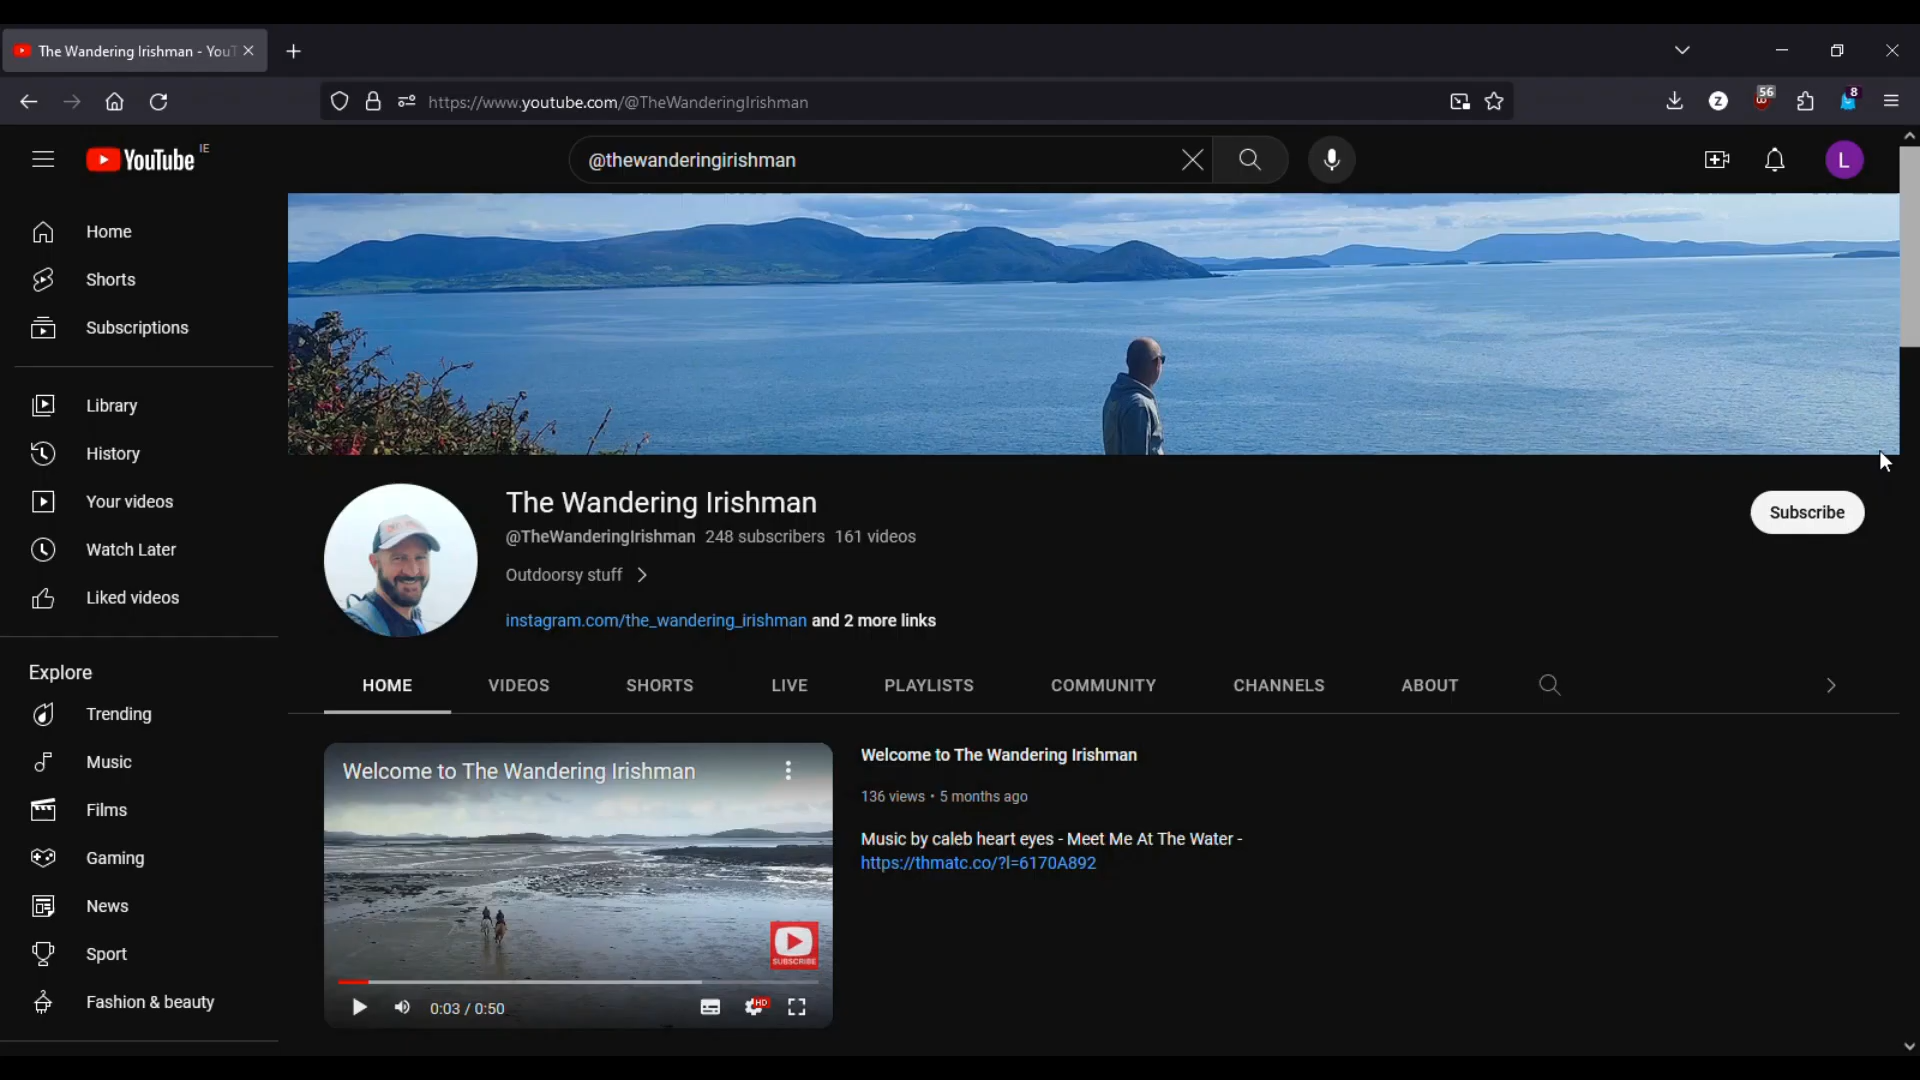 The Wandering Irishman - YouT
https://www.youtube.com/@TheWanderingIrishman
56
8
YouTube IE
@thewanderingirishman
L
Home
Shorts
Subscriptions
Library
History
Your videos
Watch Later
Liked videos
Explore
Trending
Music
Films
Gaming
News
Sport
Fashion & beauty
The Wandering Irishman
@TheWanderingIrishman 248 subscribers 161 videos
Outdoorsy stuff
instagram.com/the_wandering_irishman and 2 more links
Subscribe
HOME VIDEOS SHORTS LIVE PLAYLISTS COMMUNITY CHANNELS ABOUT
Welcome to The Wandering Irishman
SUBSCRIBE
0:03 / 0:50
HD
Welcome to The Wandering Irishman
136 views • 5 months ago
Music by caleb heart eyes - Meet Me At The Water -
https://thmatc.co/?l=6170A892